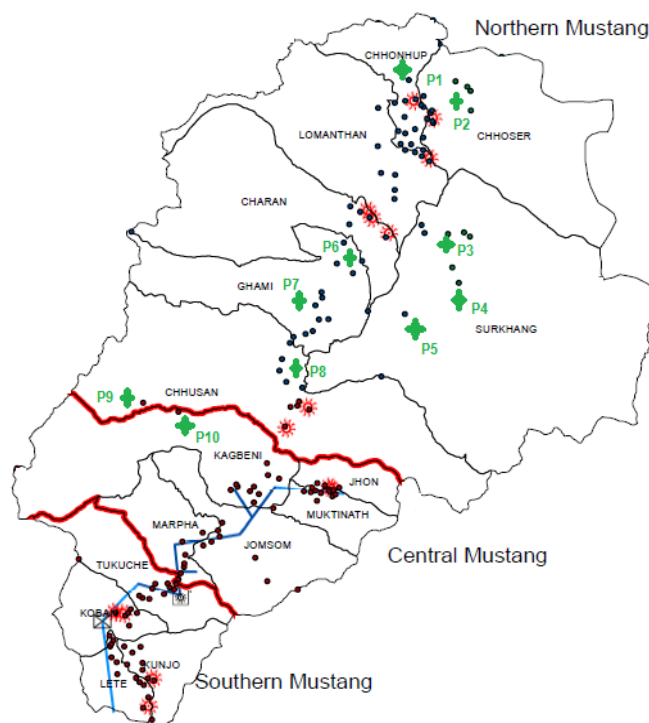 Northern Mustang
CHHONHUP
P1
P2
LOMANTHAN
CHHOSER
CHARAN
P6
P3
GHAMI
P7
P4
P5
SURKHANG
P8
P9
CHHUSAN
P10
KAGBENI
JHON
MUKTINATH
MARPHA
JOMSOM
Central Mustang
TUKUCHE
KOBAN
KUNJO
LETE
Southern Mustang